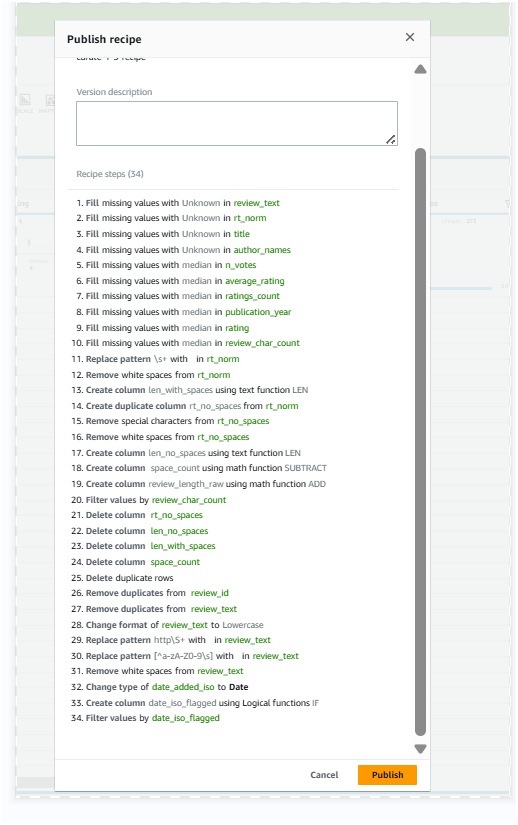 Publish recipe
Version description
Recipe steps (34)
1. Fill missing values with Unknown in review_text
2. Fill missing values with Unknown in rt_norm
3. Fill missing values with Unknown in title
4. Fill missing values with Unknown in author_names
5. Fill missing values with median in n_votes
6. Fill missing values with median in average_rating
7. Fill missing values with median in ratings_count
8. Fill missing values with median in publication_year
9. Fill missing values with median in rating
10. Fill missing values with median in review_char_count
11. Replace pattern \s+ with in rt_norm
12. Remove white spaces from rt_norm
13. Create column len_with_spaces using text function LEN
14. Create duplicate column rt_no_spaces from rt_norm
15. Remove special characters from rt_no_spaces
16. Remove white spaces from rt_no_spaces
17. Create column len_no_spaces using text function LEN
18. Create column space_count using math function SUBTRACT
19. Create column review_length_raw using math function ADD
20. Filter values by review_char_count
21. Delete column rt_no_spaces
22. Delete column len_no_spaces
23. Delete column len_with_spaces
24. Delete column space_count
25. Delete duplicate rows
26. Remove duplicates from review_id
27. Remove duplicates from review_text
28. Change format of review_text to Lowercase
29. Replace pattern http\S+ with in review_text
30. Replace pattern [^a-zA-Z0-9\s] with in review_text
31. Remove white spaces from review_text
32. Change type of date_added_iso to Date
33. Create column date_iso_flagged using Logical functions IF
34. Filter values by date_iso_flagged
Cancel
Publish